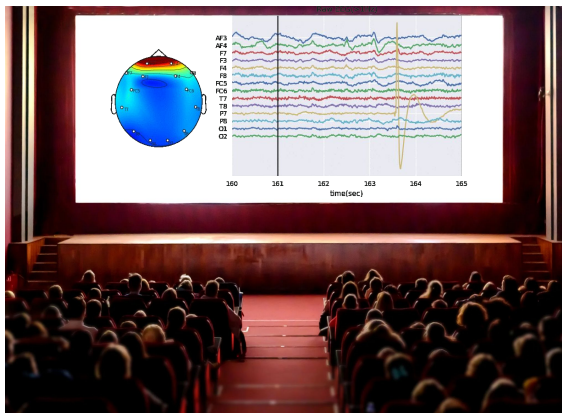 AF3
AF4
F7
F3
F4
F8
FC5
FC6
T7
T8
P7
P8
O1
O2
160 161 162 163 164 165
time(sec)